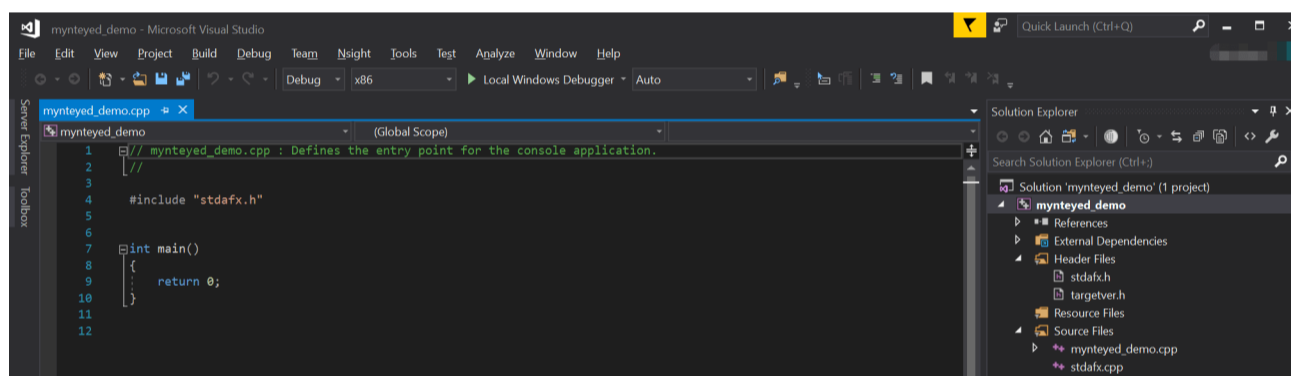 mynteyed_demo - Microsoft Visual Studio
Quick Launch (Ctrl+Q)
File Edit View Project Build Debug Team Nsight Tools Test Analyze Window Help
Debug x86 Local Windows Debugger Auto
Server Explorer
Toolbox
mynteyed_demo.cpp
mynteyed_demo (Global Scope)
1 // mynteyed_demo.cpp : Defines the entry point for the console application.
2 //
3
4 #include "stdafx.h"
5
6
7 int main()
8 {
9 return 0;
10 }
11
12
Solution Explorer
Search Solution Explorer (Ctrl+;)
Solution 'mynteyed_demo' (1 project)
mynteyed_demo
References
External Dependencies
Header Files
stdafx.h
targetver.h
Resource Files
Source Files
mynteyed_demo.cpp
stdafx.cpp